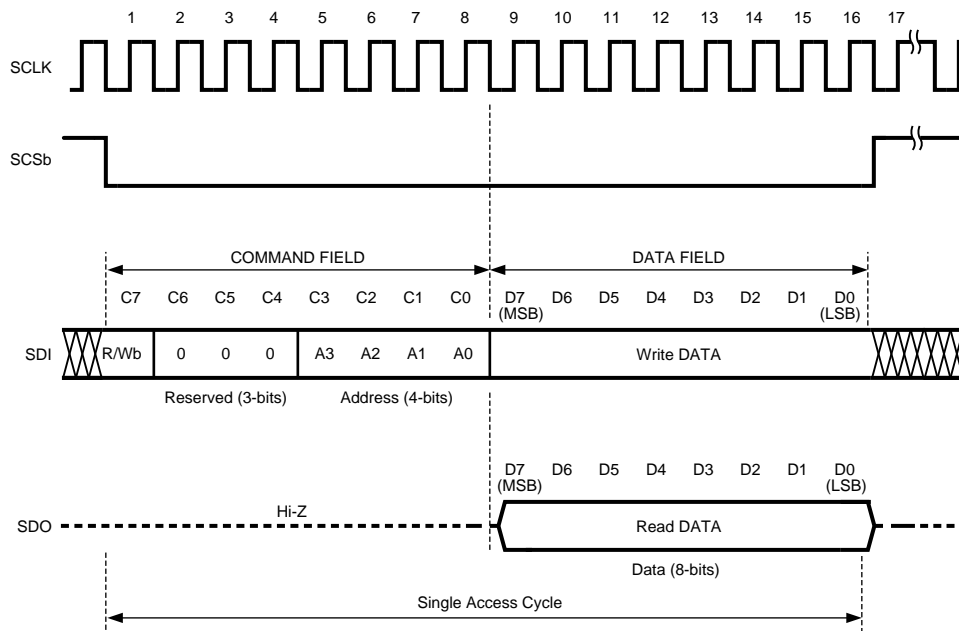 1 2 3 4 5 6 7 8 9 10 11 12 13 14 15 16 17
SCLK
SCSb
COMMAND FIELD DATA FIELD
C7 C6 C5 C4 C3 C2 C1 C0 D7 D6 D5 D4 D3 D2 D1 D0
(MSB) (LSB)
SDI R/Wb 0 0 0 A3 A2 A1 A0 Write DATA
Reserved (3-bits) Address (4-bits)
D7 D6 D5 D4 D3 D2 D1 D0
(MSB) (LSB)
Hi-Z
SDO Read DATA
Data (8-bits)
Single Access Cycle